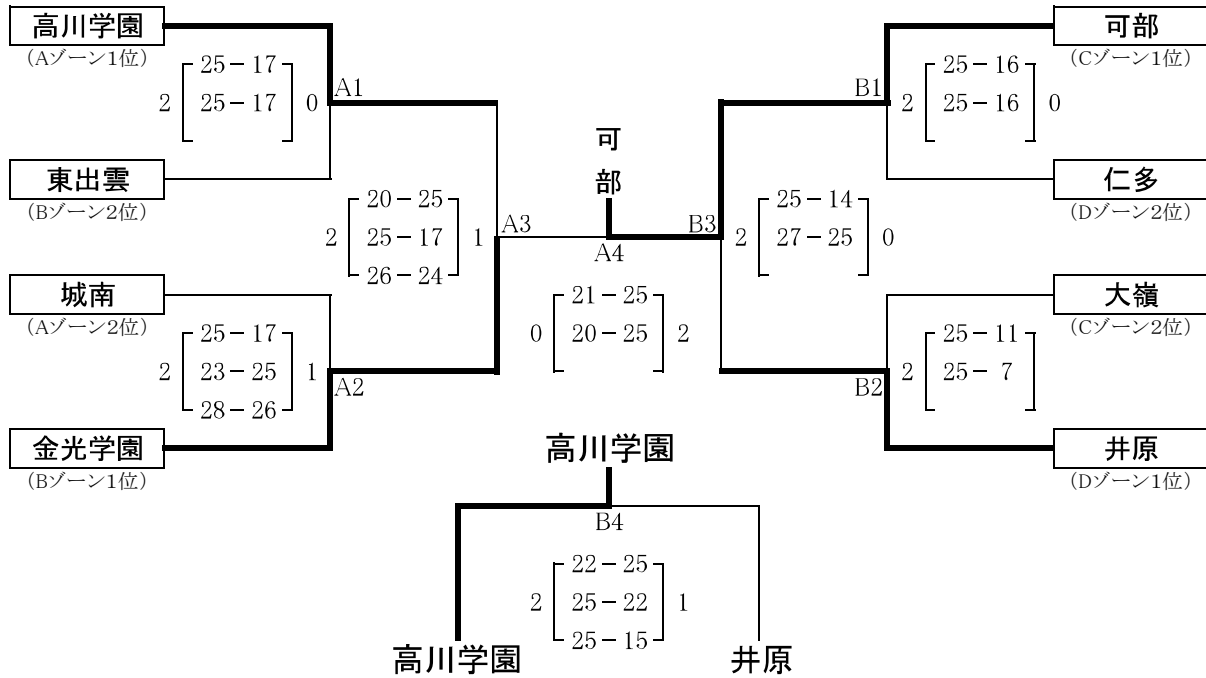 高川学園
(Aゾーン1位)
25－17
2 25－17 0
A1
東出雲
(Bゾーン2位)
20－25
2 25－17 1
26－24
A3
城南
(Aゾーン2位)
25－17
2 23－25 1
28－26
A2
金光学園
(Bゾーン1位)
可部
A4
21－25
0 20－25 2
可部
(Cゾーン1位)
B1
25－16
2 25－16 0
仁多
(Dゾーン2位)
B3
25－14
2 27－25 0
大嶺
(Cゾーン2位)
25－11
2 25－ 7
B2
井原
(Dゾーン1位)
高川学園
B4
22－25
2 25－22 1
25－15
高川学園
井原